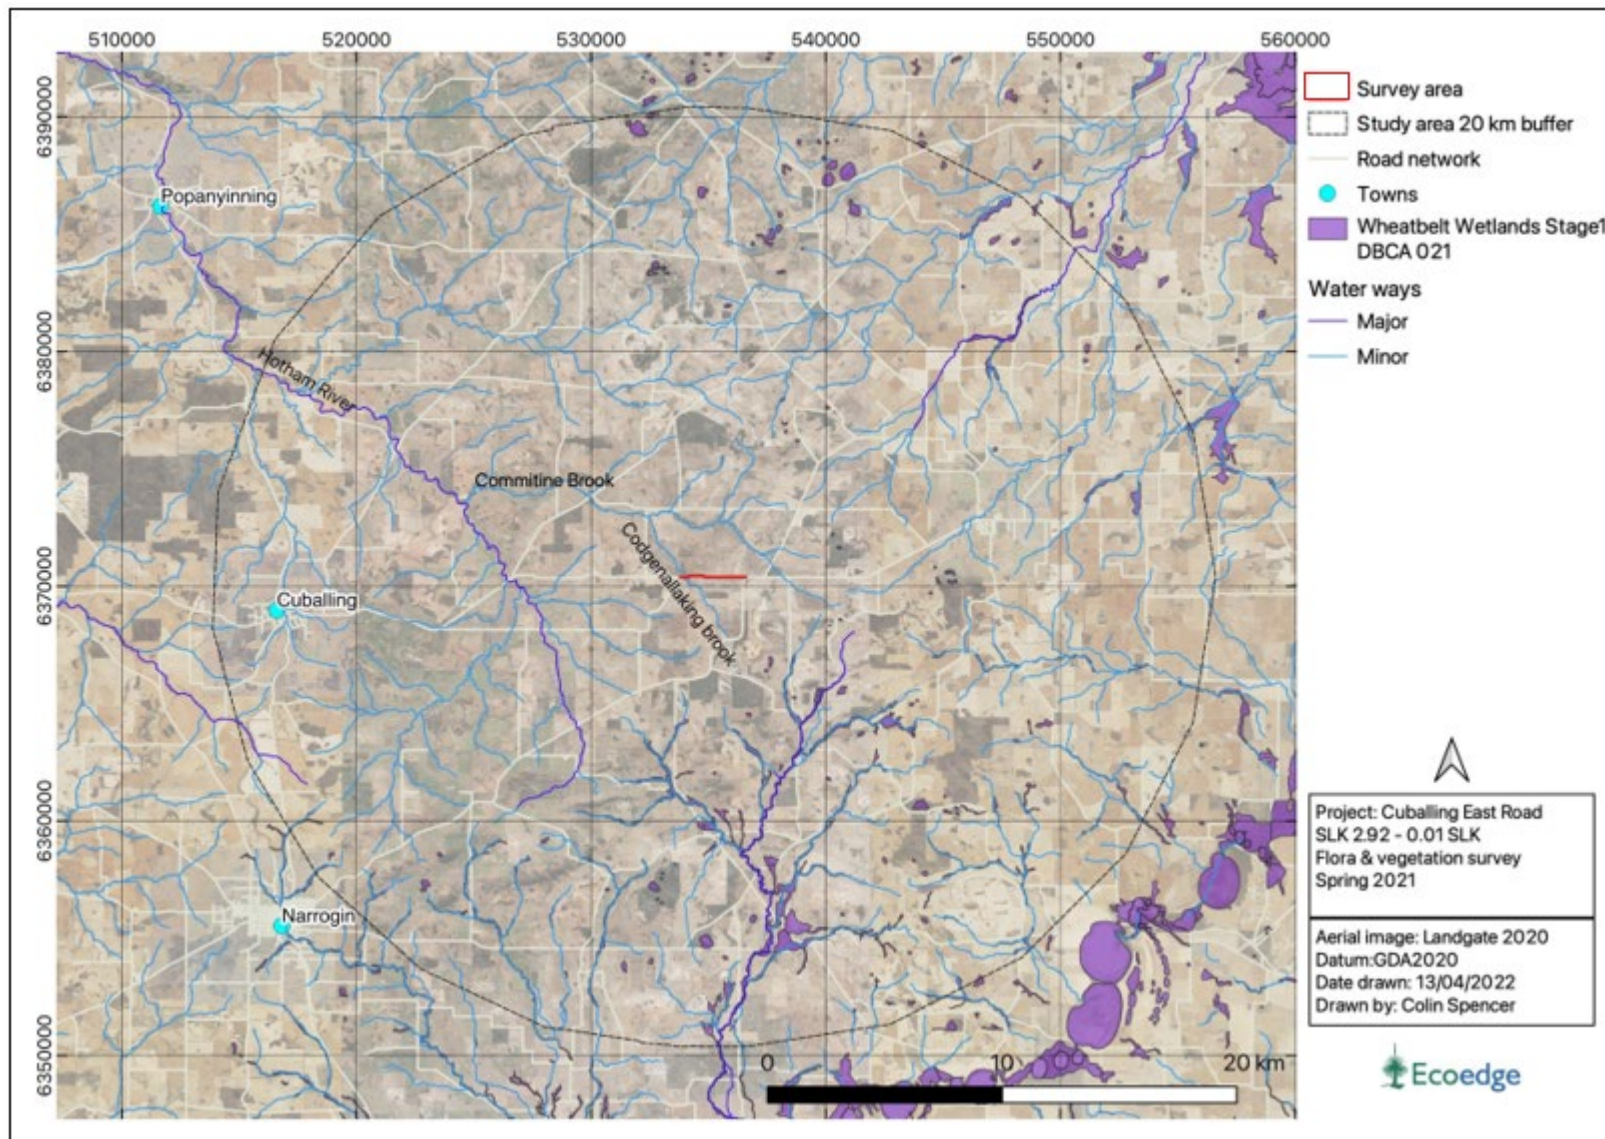 510000 520000 530000 540000 550000 560000
6390000
6380000
6370000
6360000
6350000
Popanyinning
Hotham River
Commitine Brook
Codgenallaking brook
Cuballing
Narrogin
0 10 20 km
Survey area
Study area 20 km buffer
Road network
Towns
Wheatbelt Wetlands Stage1
DBCA 021
Water ways
Major
Minor
Project: Cuballing East Road
SLK 2.92 - 0.01 SLK
Flora & vegetation survey
Spring 2021
Aerial image: Landgate 2020
Datum:GDA2020
Date drawn: 13/04/2022
Drawn by: Colin Spencer
Ecoedge